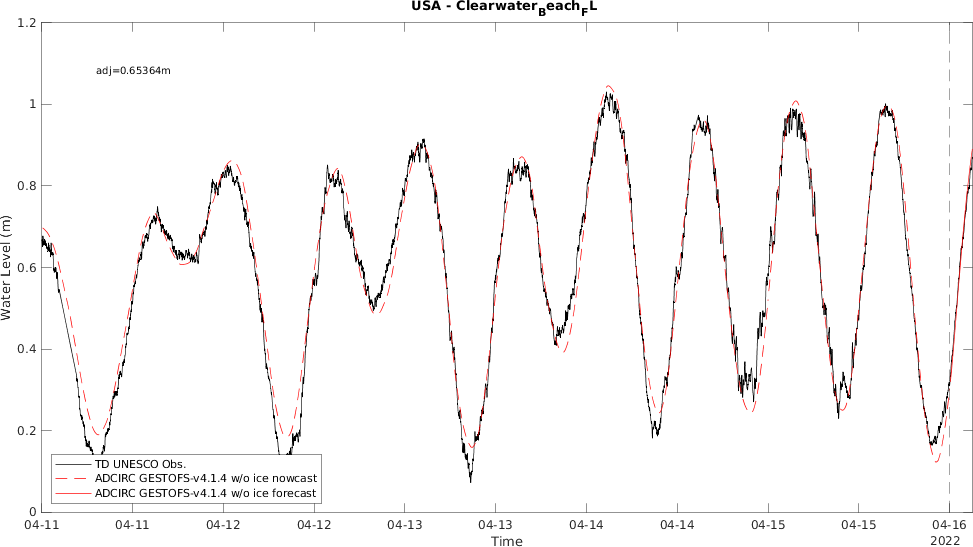 USA - Clearwater_Beach_FL
1.2
adj=0.65364m
1
0.8
Water Level (m)
0.6
0.4
0.2
TD UNESCO Obs.
ADCIRC GESTOFS-v4.1.4 w/o ice nowcast
ADCIRC GESTOFS-v4.1.4 w/o ice forecast
0
04-11 04-11 04-12 04-12 04-13 04-13 04-14 04-14 04-15 04-15 04-16
Time 2022